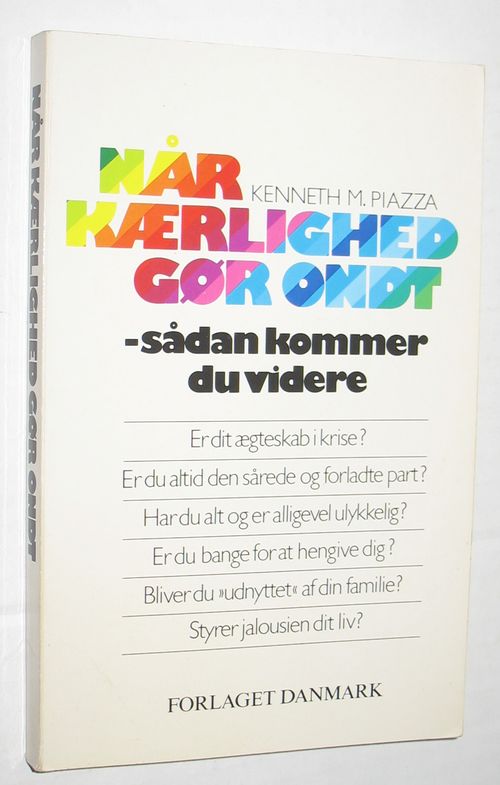 NÅR KÆRLIGHED GØR ONDT
NÅR
KENNETH M. PIAZZA
KÆRLIGHED
GØR ONDT
-sådan kommer
du videre
Er dit ægteskab i krise?
Er du altid den sårede og forladte part?
Har du alt og er alligevel ulykkelig?
Er du bange for at hengive dig?
Bliver du »udnyttet« af din familie?
Styrer jalousien dit liv?
FORLAGET DANMARK